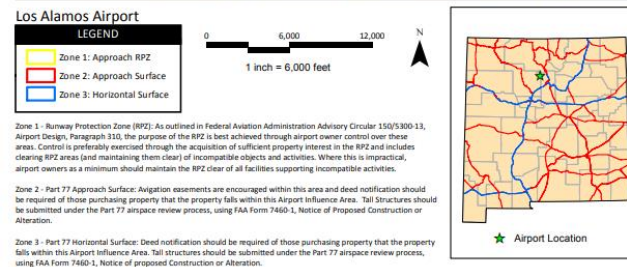 Los Alamos Airport
LEGEND
Zone 1: Approach RPZ
Zone 2: Approach Surface
Zone 3: Horizontal Surface
0 6,000 12,000
1 inch = 6,000 feet
N
Zone 1 - Runway Protection Zone (RPZ): As outlined in Federal Aviation Administration Advisory Circular 150/5300-13,
Airport Design, Paragraph 310, the purpose of the RPZ is best achieved through airport owner control over these
areas. Control is preferably exercised through the acquisition of sufficient property interest in the RPZ and includes
clearing RPZ areas (and maintaining them clear) of incompatible objects and activities. Where this is impractical,
airport owners as a minimum should maintain the RPZ clear of all facilities supporting incompatible activities.
Zone 2 - Part 77 Approach Surface: Avigation easements are encouraged within this area and deed notification should
be required of those purchasing property that the property falls within this Airport Influence Area. Tall Structures should
be submitted under the Part 77 airspace review process, using FAA Form 7460-1, Notice of Proposed Construction or
Alteration.
Zone 3 - Part 77 Horizontal Surface: Deed notification should be required of those purchasing property that the property
falls within this Airport Influence Area. Tall structures should be submitted under the Part 77 airspace review process,
using FAA Form 7460-1, Notice of proposed Construction or Alteration.
Airport Location